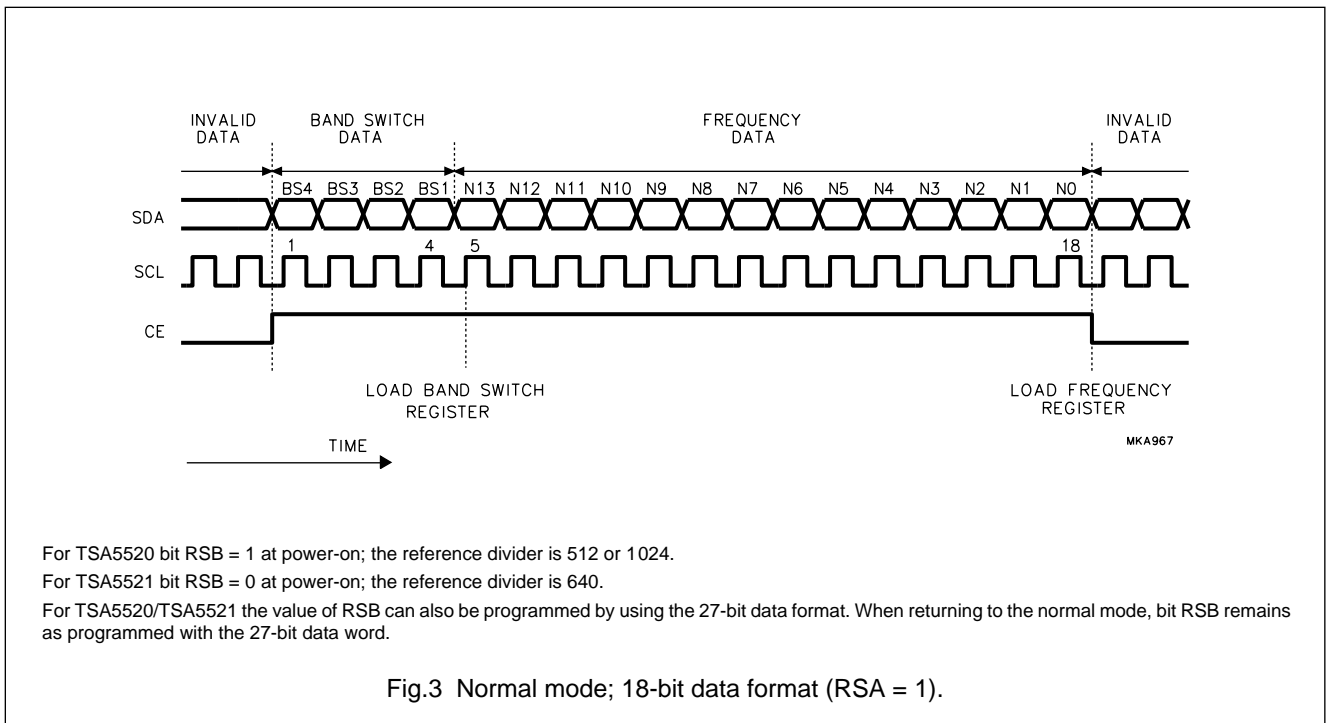 INVALID DATA
BAND SWITCH DATA
FREQUENCY DATA
INVALID DATA
BS4 BS3 BS2 BS1 N13 N12 N11 N10 N9 N8 N7 N6 N5 N4 N3 N2 N1 N0
SDA
1 4 5 18
SCL
CE
LOAD BAND SWITCH REGISTER
LOAD FREQUENCY REGISTER
MKA967
TIME
For TSA5520 bit RSB = 1 at power-on; the reference divider is 512 or 1024.
For TSA5521 bit RSB = 0 at power-on; the reference divider is 640.
For TSA5520/TSA5521 the value of RSB can also be programmed by using the 27-bit data format. When returning to the normal mode, bit RSB remains
as programmed with the 27-bit data word.
Fig.3 Normal mode; 18-bit data format (RSA = 1).